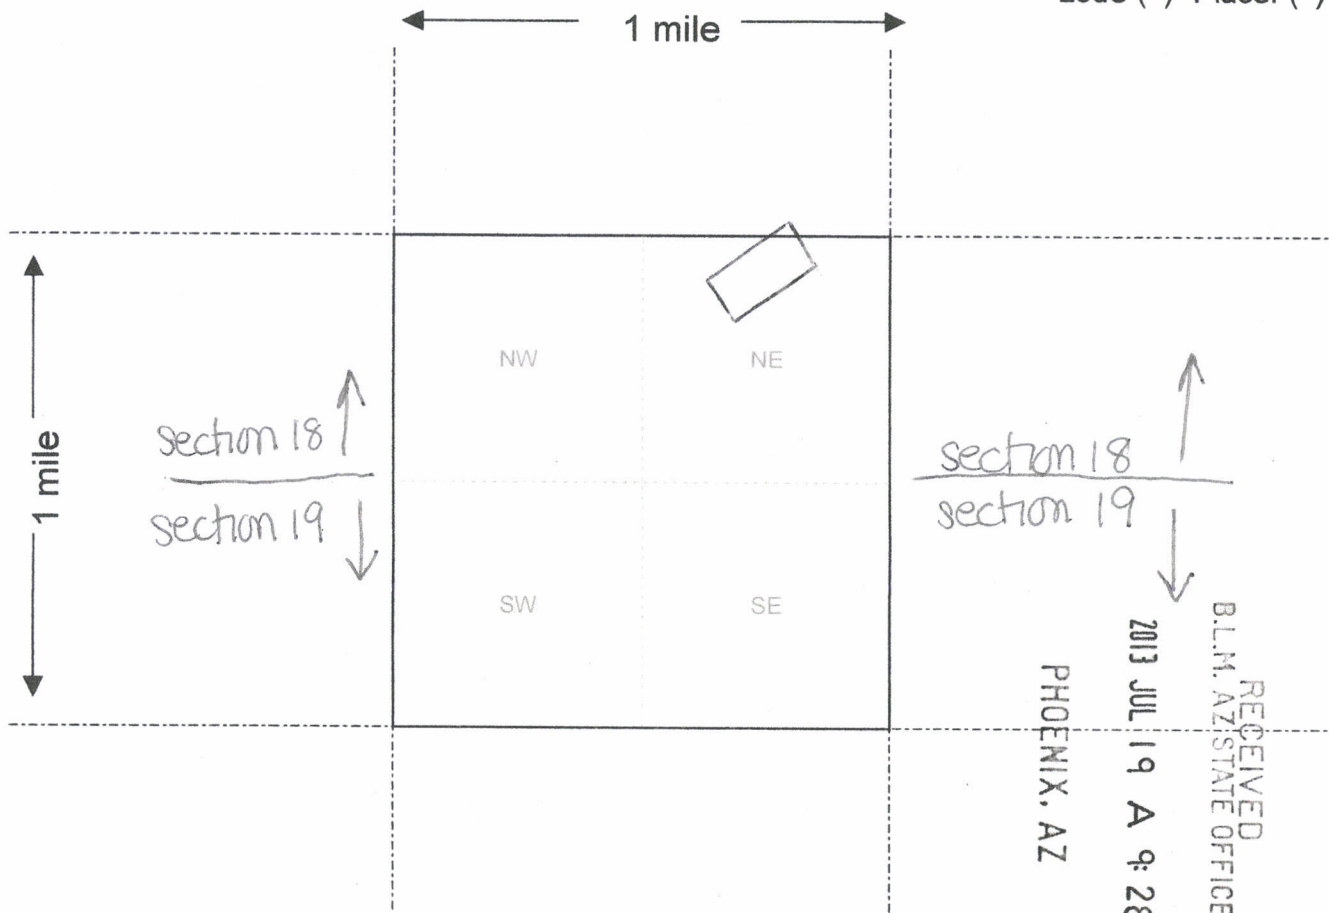 1 mile
1 mile
NW
NE
section 18
section 19
section 18
section 19
SW
SE
RECEIVED
B.L.M. AZ STATE OFFICE
2013 JUL 19 A 9:28
PHOENIX, AZ